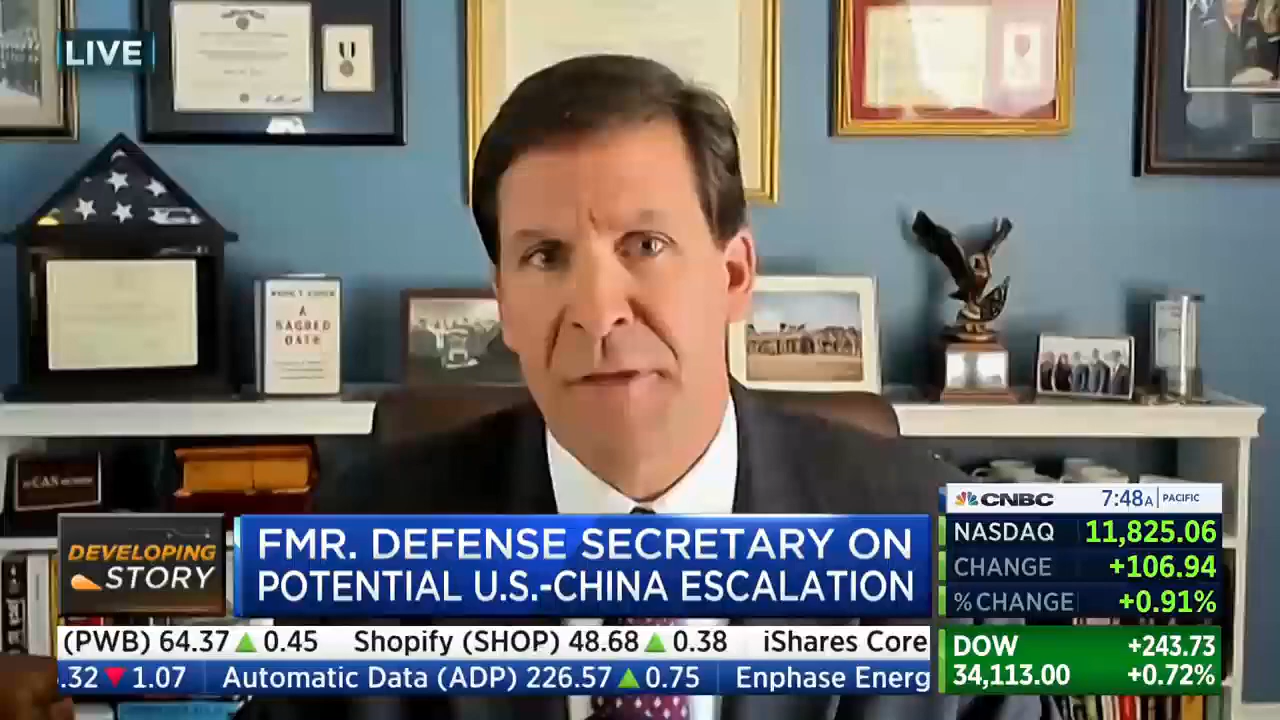 LIVE
A
SACRED
OATH
CNBC
7:48A PACIFIC
NASDAQ 11,825.06
CHANGE +106.94
% CHANGE +0.91%
DOW +243.73
34,113.00 +0.72%
DEVELOPING
STORY
FMR. DEFENSE SECRETARY ON
POTENTIAL U.S.-CHINA ESCALATION
(PWB) 64.37 ▲ 0.45 Shopify (SHOP) 48.68 ▲ 0.38 iShares Core
.32 ▼ 1.07 Automatic Data (ADP) 226.57 ▲ 0.75 Enphase Energ